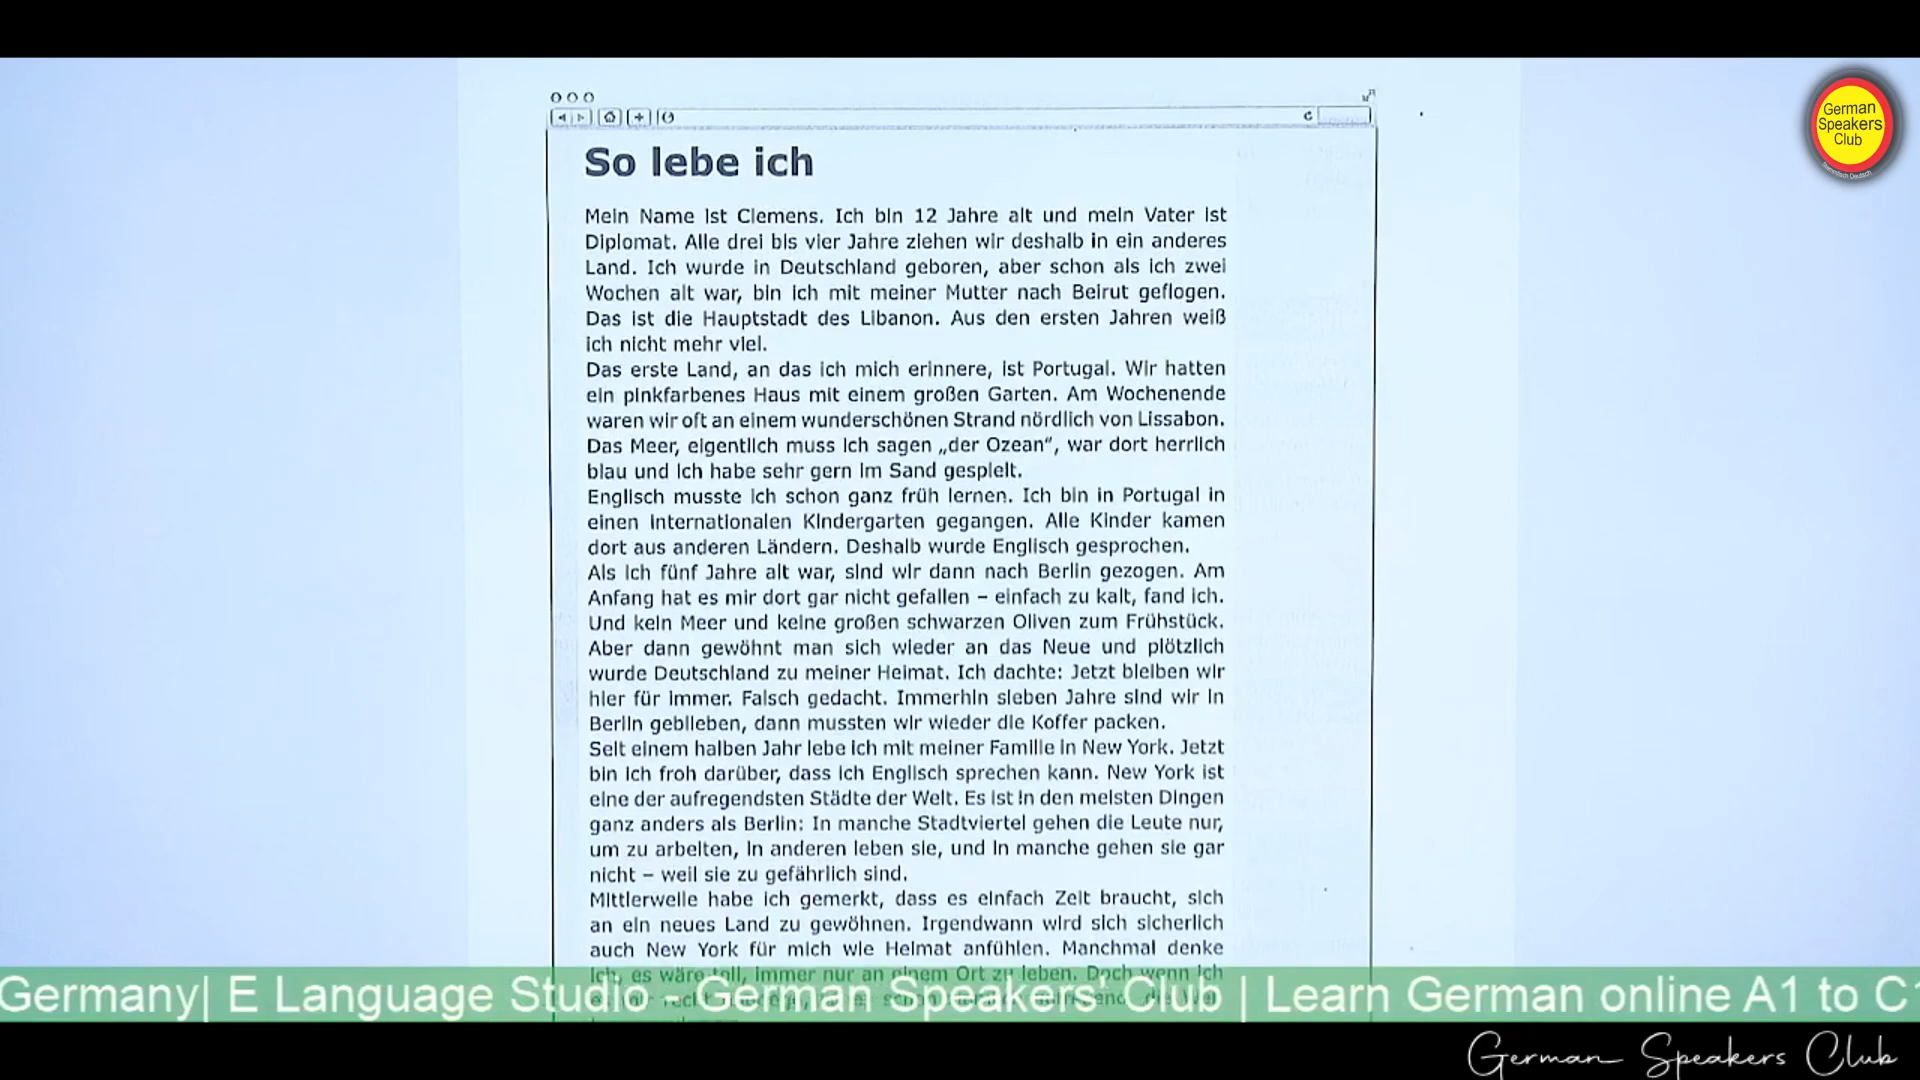 German
Speakers
Club
Stammtisch Deutsch
So lebe ich
Mein Name ist Clemens. Ich bin 12 Jahre alt und mein Vater ist
Diplomat. Alle drei bis vier Jahre ziehen wir deshalb in ein anderes
Land. Ich wurde in Deutschland geboren, aber schon als ich zwei
Wochen alt war, bin ich mit meiner Mutter nach Beirut geflogen.
Das ist die Hauptstadt des Libanon. Aus den ersten Jahren weiß
ich nicht mehr viel.
Das erste Land, an das ich mich erinnere, ist Portugal. Wir hatten
ein pinkfarbenes Haus mit einem großen Garten. Am Wochenende
waren wir oft an einem wunderschönen Strand nördlich von Lissabon.
Das Meer, eigentlich muss ich sagen „der Ozean“, war dort herrlich
blau und ich habe sehr gern im Sand gespielt.
Englisch musste ich schon ganz früh lernen. Ich bin in Portugal in
einen internationalen Kindergarten gegangen. Alle Kinder kamen
dort aus anderen Ländern. Deshalb wurde Englisch gesprochen.
Als ich fünf Jahre alt war, sind wir dann nach Berlin gezogen. Am
Anfang hat es mir dort gar nicht gefallen – einfach zu kalt, fand ich.
Und kein Meer und keine großen schwarzen Oliven zum Frühstück.
Aber dann gewöhnt man sich wieder an das Neue und plötzlich
wurde Deutschland zu meiner Heimat. Ich dachte: Jetzt bleiben wir
hier für immer. Falsch gedacht. Immerhin sieben Jahre sind wir in
Berlin geblieben, dann mussten wir wieder die Koffer packen.
Seit einem halben Jahr lebe ich mit meiner Familie in New York. Jetzt
bin ich froh darüber, dass ich Englisch sprechen kann. New York ist
eine der aufregendsten Städte der Welt. Es ist in den meisten Dingen
ganz anders als Berlin: In manche Stadtviertel gehen die Leute nur,
um zu arbeiten, in anderen leben sie, und in manche gehen sie gar
nicht – weil sie zu gefährlich sind.
Mittlerweile habe ich gemerkt, dass es einfach Zeit braucht, sich
an ein neues Land zu gewöhnen. Irgendwann wird sich sicherlich
auch New York für mich wie Heimat anfühlen. Manchmal denke
ich, es wäre toll, immer nur an einem Ort zu leben. Doch wenn ich
Germany| E Language Studio - German Speakers' Club | Learn German online A1 to C1
German Speakers Club